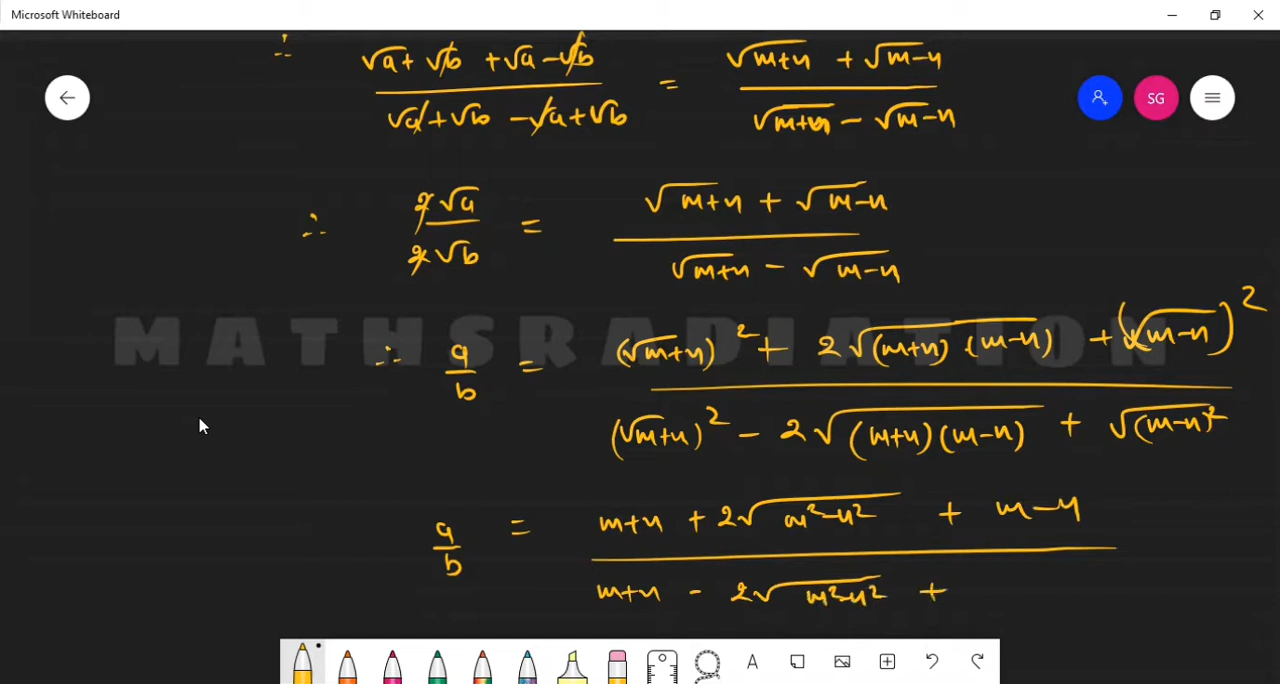 Microsoft Whiteboard
∴ (√a + √b + √a − √b) / (√a + √b − √a + √b) = (√m+n + √m−n) / (√m+n − √m−n)
SG
∴ 2√a / 2√b = (√m+n + √m−n) / (√m+n − √m−n)
MATHSRADIATION
∴ a/b = ((√m+n)² + 2√(m+n)(m−n) + (√m−n)²) / ((√m+n)² − 2√(m+n)(m−n) + √(m−n)²)
a/b = (m+n + 2√m²−n² + m−n) / (m+n − 2√m²−n² +
A